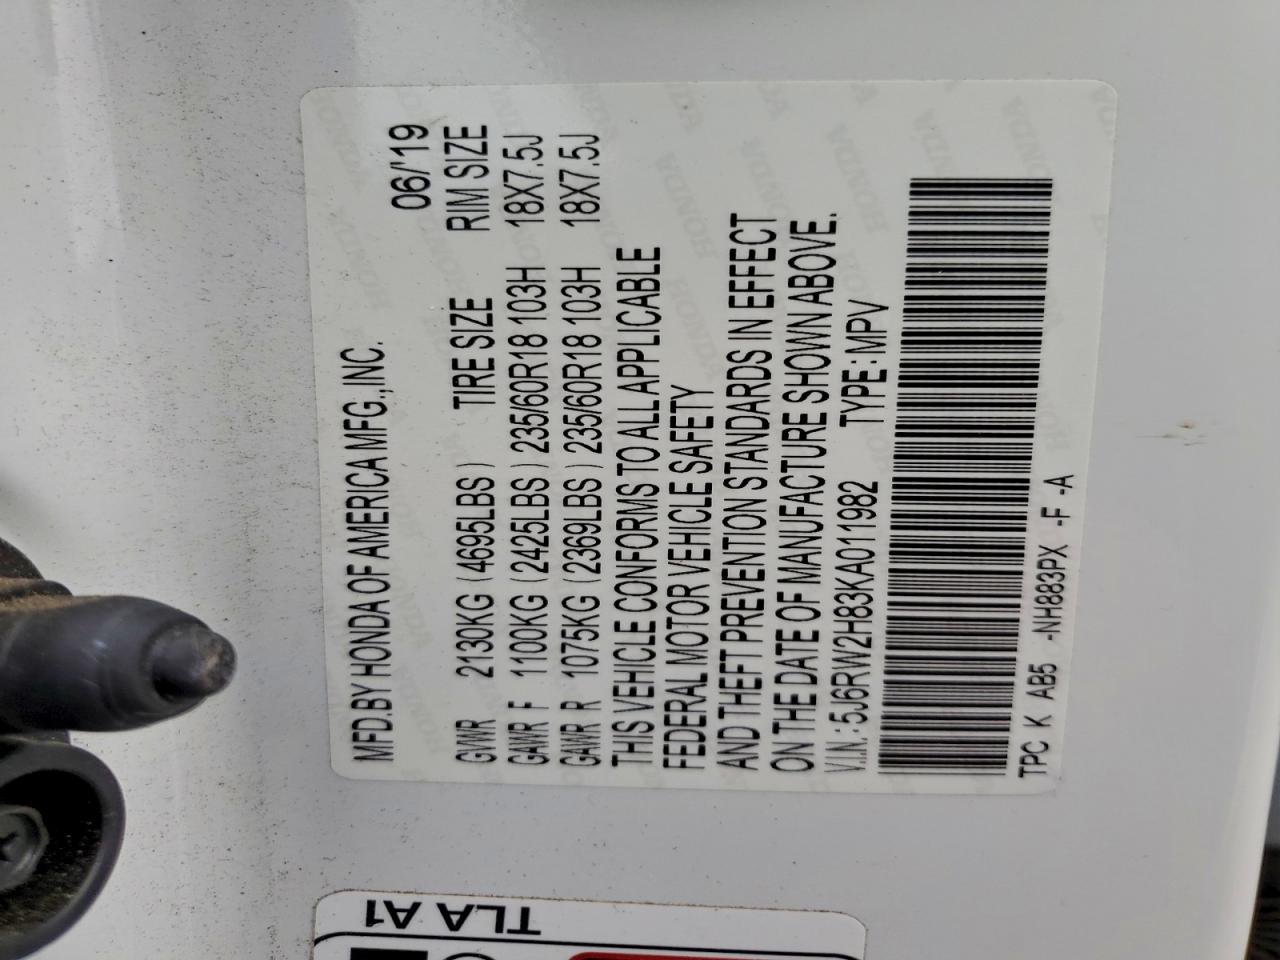 MFD.BY HONDA OF AMERICA MFG.,INC.
06/'19
GVWR 2130KG (4695LBS) TIRE SIZE RIM SIZE
GAWR F 1100KG (2425LBS) 235/60R18 103H 18X7.5J
GAWR R 1075KG (2369LBS) 235/60R18 103H 18X7.5J
THIS VEHICLE CONFORMS TO ALL APPLICABLE
FEDERAL MOTOR VEHICLE SAFETY
AND THEFT PREVENTION STANDARDS IN EFFECT
ON THE DATE OF MANUFACTURE SHOWN ABOVE.
V.I.N.: 5J6RW2H83KA011982 TYPE: MPV
TPC K AB5 -NH883PX -F -A
TLA A1